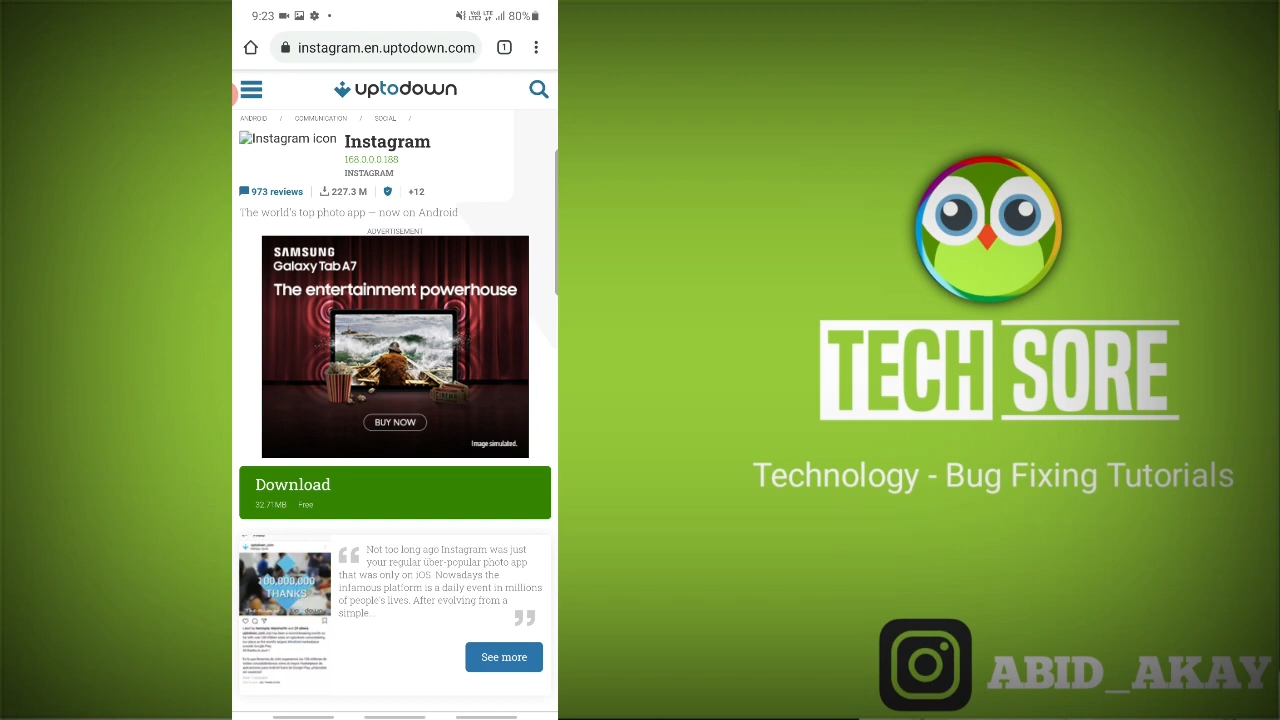 9:23
VoLTE LTE2 LTE 80%
instagram.en.uptodown.com
1
uptodown
ANDROID / COMMUNICATION / SOCIAL /
Instagram icon
Instagram
168.0.0.0.188
INSTAGRAM
973 reviews
227.3 M
+12
The world's top photo app — now on Android
ADVERTISEMENT
SAMSUNG
Galaxy Tab A7
The entertainment powerhouse
BUY NOW
Image simulated.
Download
32.71MB Free
100,000,000
THANKS
Not too long ago Instagram was just
your regular über-popular photo app
that was only on iOS. Nowadays the
infamous platform is a daily event in millions
of people's lives. After evolving from a
simple...
See more
TECH SORE
Technology - Bug Fixing Tutorials
ABID_AKAY